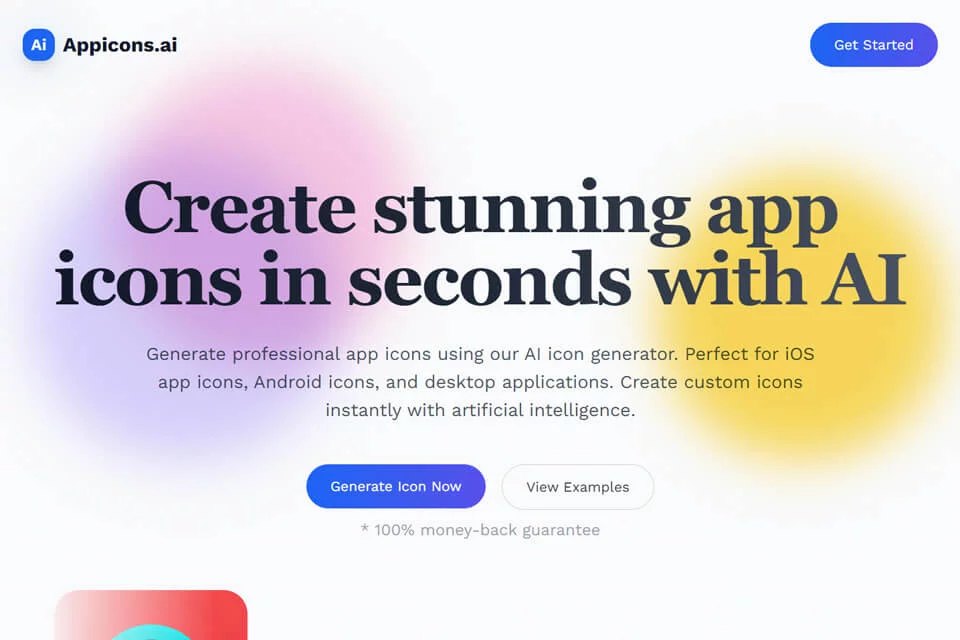 Ai Appicons.ai
Get Started
Create stunning app
icons in seconds with AI
Generate professional app icons using our AI icon generator. Perfect for iOS
app icons, Android icons, and desktop applications. Create custom icons
instantly with artificial intelligence.
Generate Icon Now
View Examples
* 100% money-back guarantee